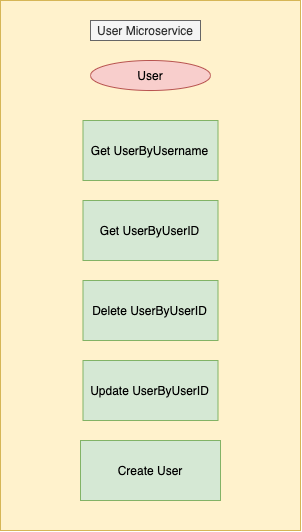 User Microservice
User
Get UserByUsername
Get UserByUserID
Delete UserByUserID
Update UserByUserID
Create User